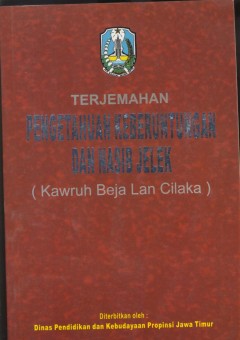 TERJEMAHAN
PENGETAHUAN KEBERUNTUNGAN
DAN NASIB JELEK
( Kawruh Beja Lan Cilaka )
Diterbitkan oleh :
Dinas Pendidikan dan Kebudayaan Propinsi Jawa Timur